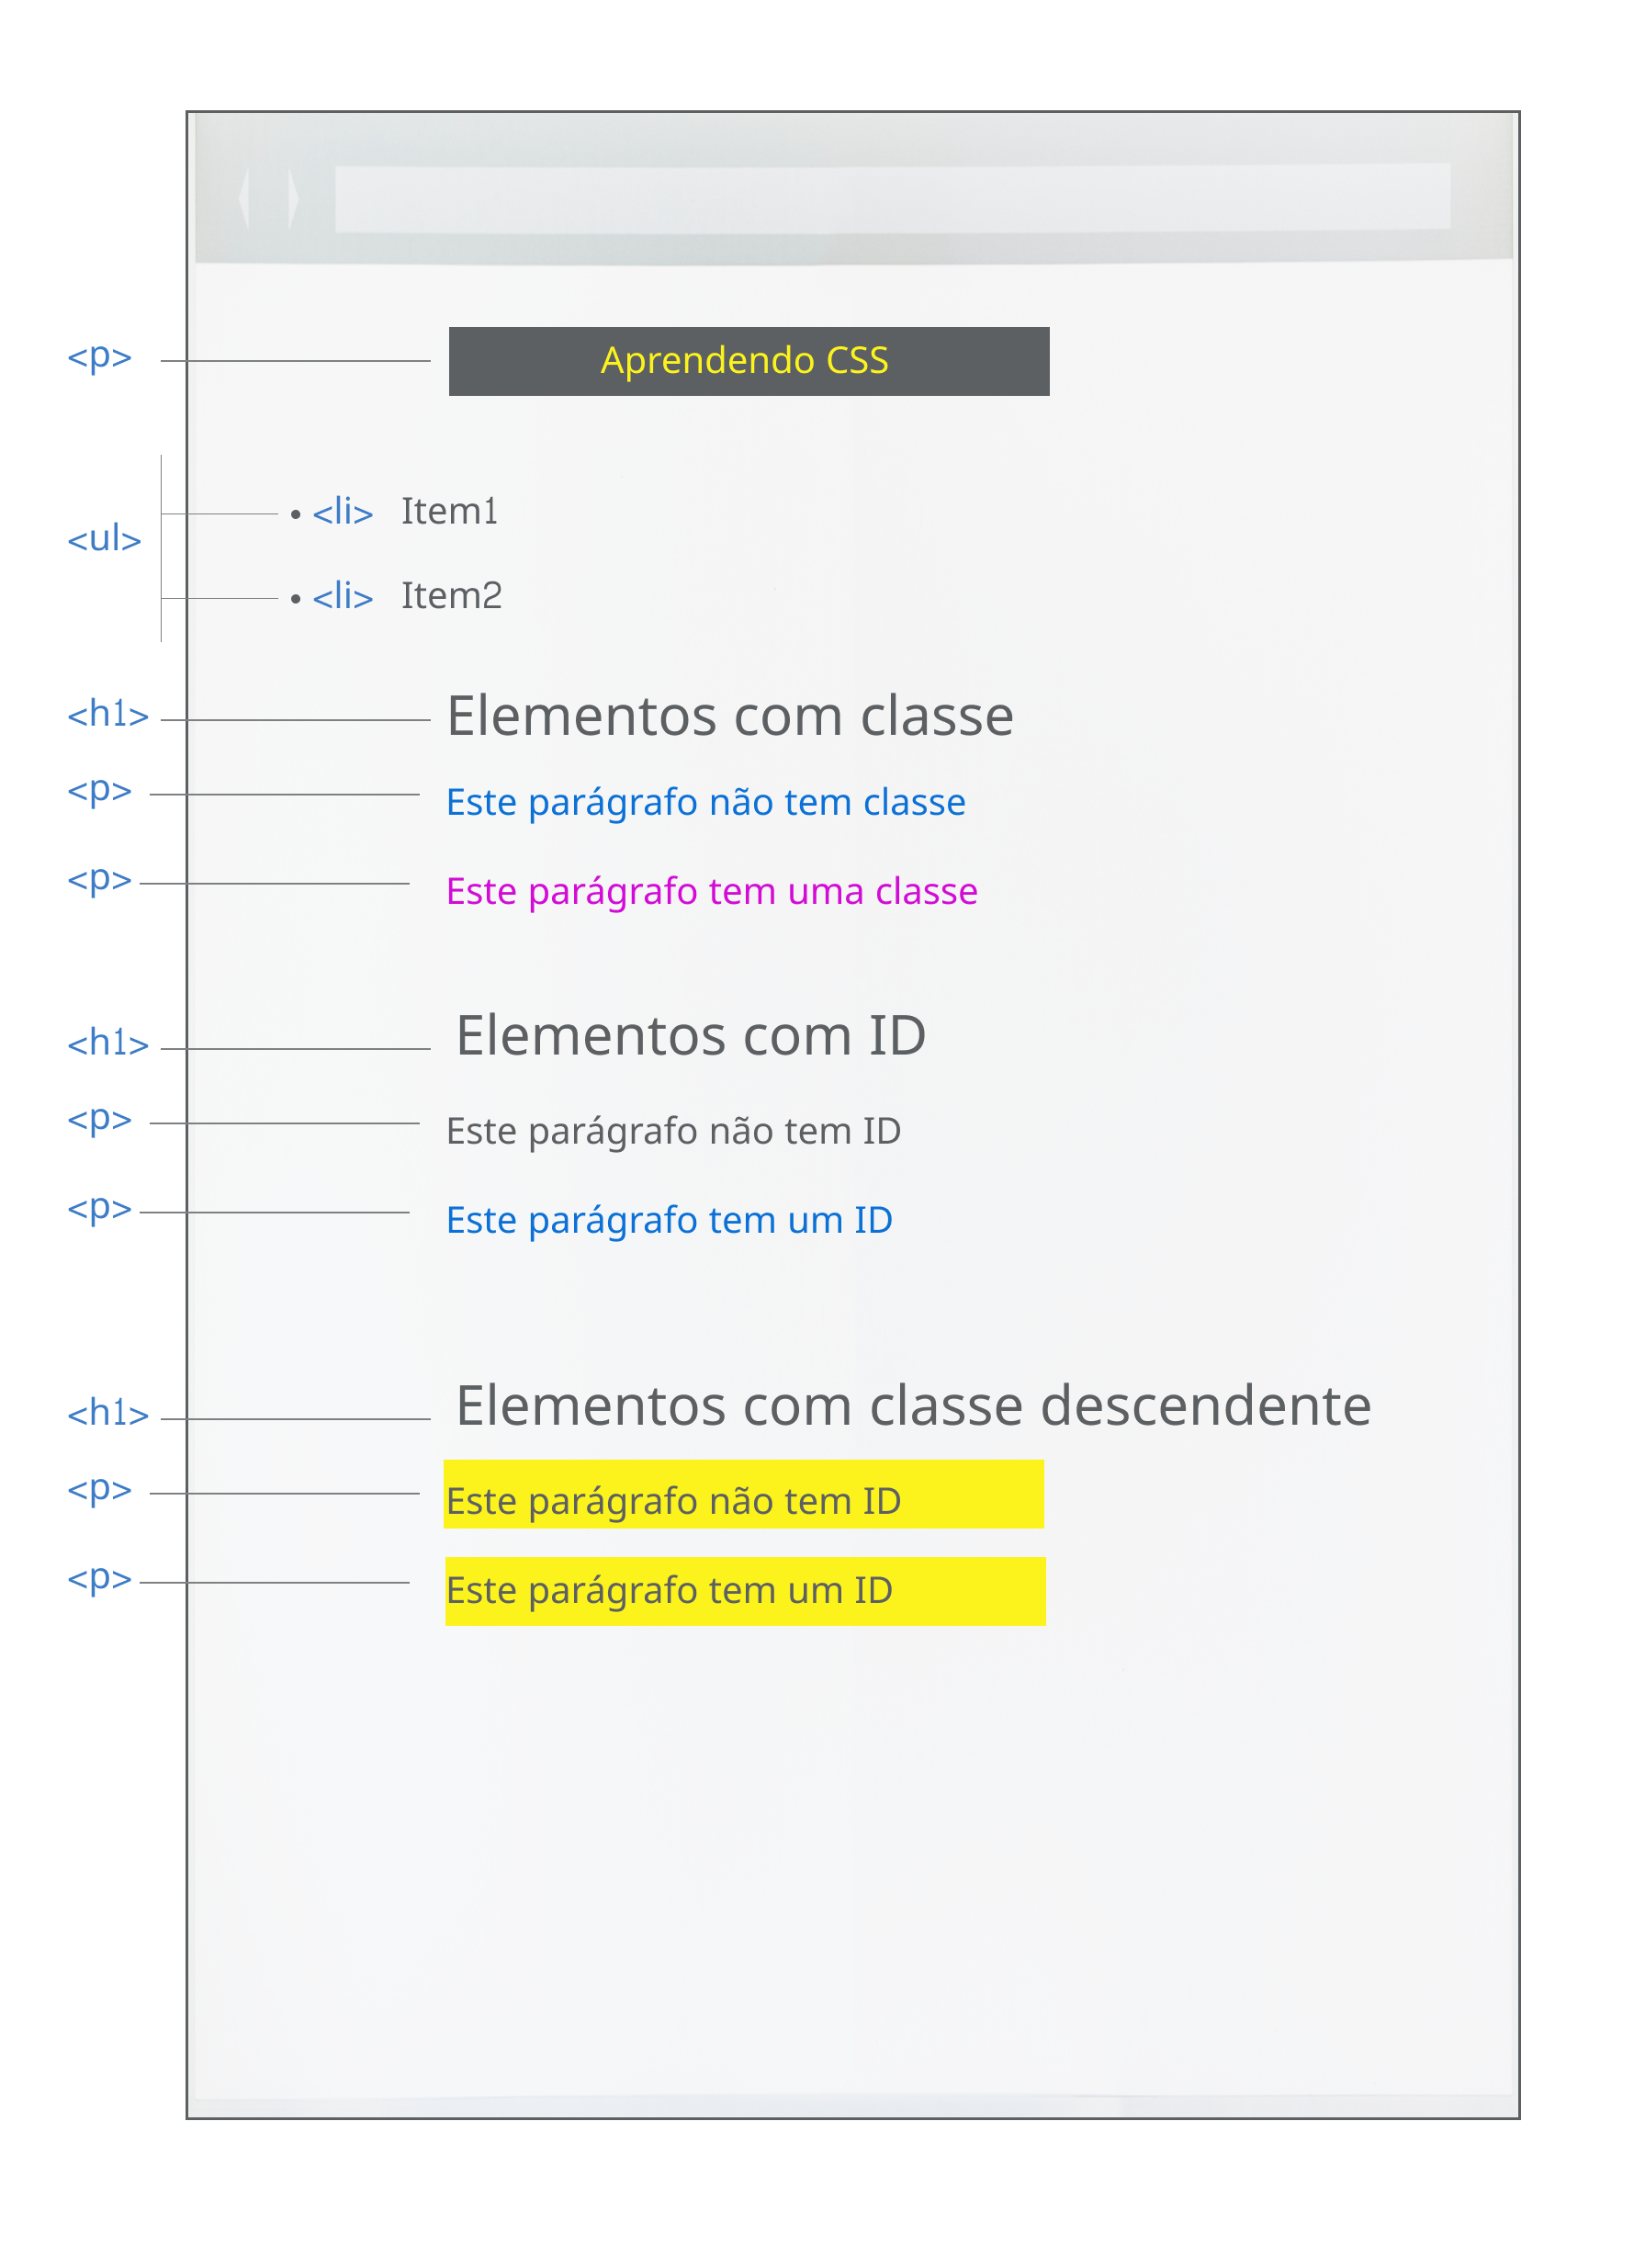 <p> Aprendendo CSS
<ul>
• <li> Item1
• <li> Item2
<h1> Elementos com classe
<p> Este parágrafo não tem classe
<p> Este parágrafo tem uma classe
<h1> Elementos com ID
<p> Este parágrafo não tem ID
<p> Este parágrafo tem um ID
<h1> Elementos com classe descendente
<p> Este parágrafo não tem ID
<p> Este parágrafo tem um ID